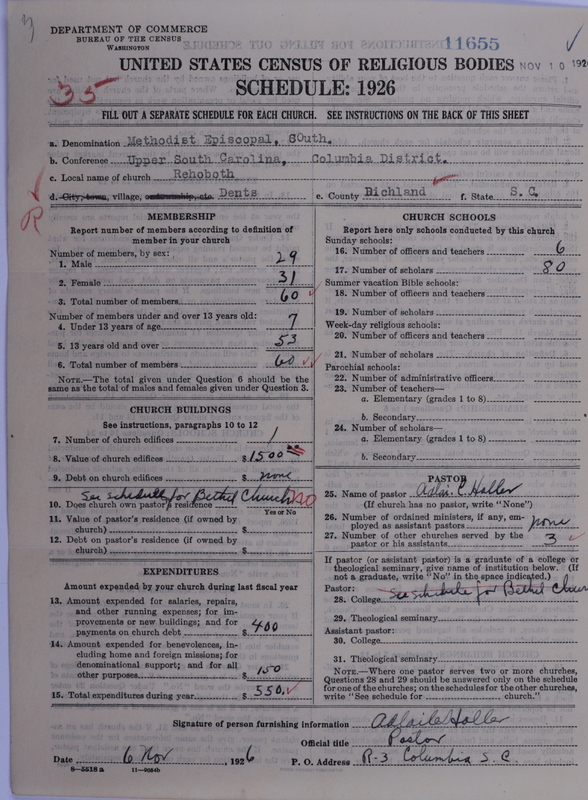 DEPARTMENT OF COMMERCE
BUREAU OF THE CENSUS
WASHINGTON
11655
NOV 10 192
UNITED STATES CENSUS OF RELIGIOUS BODIES
35
SCHEDULE: 1926
FILL OUT A SEPARATE SCHEDULE FOR EACH CHURCH. SEE INSTRUCTIONS ON THE BACK OF THIS SHEET
a. Denomination Methodist Episcopal, SOuth.
b. Conference Upper South Carolina, Columbia District.
c. Local name of church Rehoboth
d. City, town, village, or township, etc. Dents e. County Richland f. State S. C.
R
MEMBERSHIP
Report number of members according to definition of
member in your church
Number of members, by sex:
1. Male 29
2. Female 31
3. Total number of members 60
Number of members under and over 13 years old:
4. Under 13 years of age 7
5. 13 years old and over 53
6. Total number of members 60
NOTE.—The total given under Question 6 should be the
same as the total of males and females given under Question 3.
CHURCH BUILDINGS
See instructions, paragraphs 10 to 12
7. Number of church edifices 1
8. Value of church edifices $ 1500
9. Debt on church edifices $ none
See schedule for Bethel Church NO
10. Does church own pastor's residence
Yes or No
11. Value of pastor's residence (if owned by
church) $
12. Debt on pastor's residence (if owned by
church) $
EXPENDITURES
Amount expended by your church during last fiscal year
13. Amount expended for salaries, repairs,
and other running expenses; for im-
provements or new buildings; and for
payments on church debt $ 400
14. Amount expended for benevolences, in-
cluding home and foreign missions; for
denominational support; and for all
other purposes $ 150
15. Total expenditures during year $ 550.
CHURCH SCHOOLS
Report here only schools conducted by this church
Sunday schools:
16. Number of officers and teachers 6
17. Number of scholars 80
Summer vacation Bible schools:
18. Number of officers and teachers
19. Number of scholars
Week-day religious schools:
20. Number of officers and teachers
21. Number of scholars
Parochial schools:
22. Number of administrative officers
23. Number of teachers—
a. Elementary (grades 1 to 8)
b. Secondary
24. Number of scholars—
a. Elementary (grades 1 to 8)
b. Secondary
PASTOR
25. Name of pastor Haller
(If church has no pastor, write "None")
26. Number of ordained ministers, if any, em-
ployed as assistant pastors none
27. Number of other churches served by the
pastor or his assistants 3
If pastor (or assistant pastor) is a graduate of a college or
theological seminary, give name of institution below. (If
not a graduate, write "No" in the space indicated.)
Pastor:
28. College See schedule for Bethel Church
29. Theological seminary
Assistant pastor:
30. College
31. Theological seminary
NOTE.—Where one pastor serves two or more churches,
Questions 28 and 29 should be answered only on the schedule
for one of the churches; on the schedules for the other churches,
write "See schedule for church."
Signature of person furnishing information Haller
Official title Pastor
Date 6 Nov, 1926 P. O. Address R-3 Columbia S. C.
8—5518 a 11—9056b